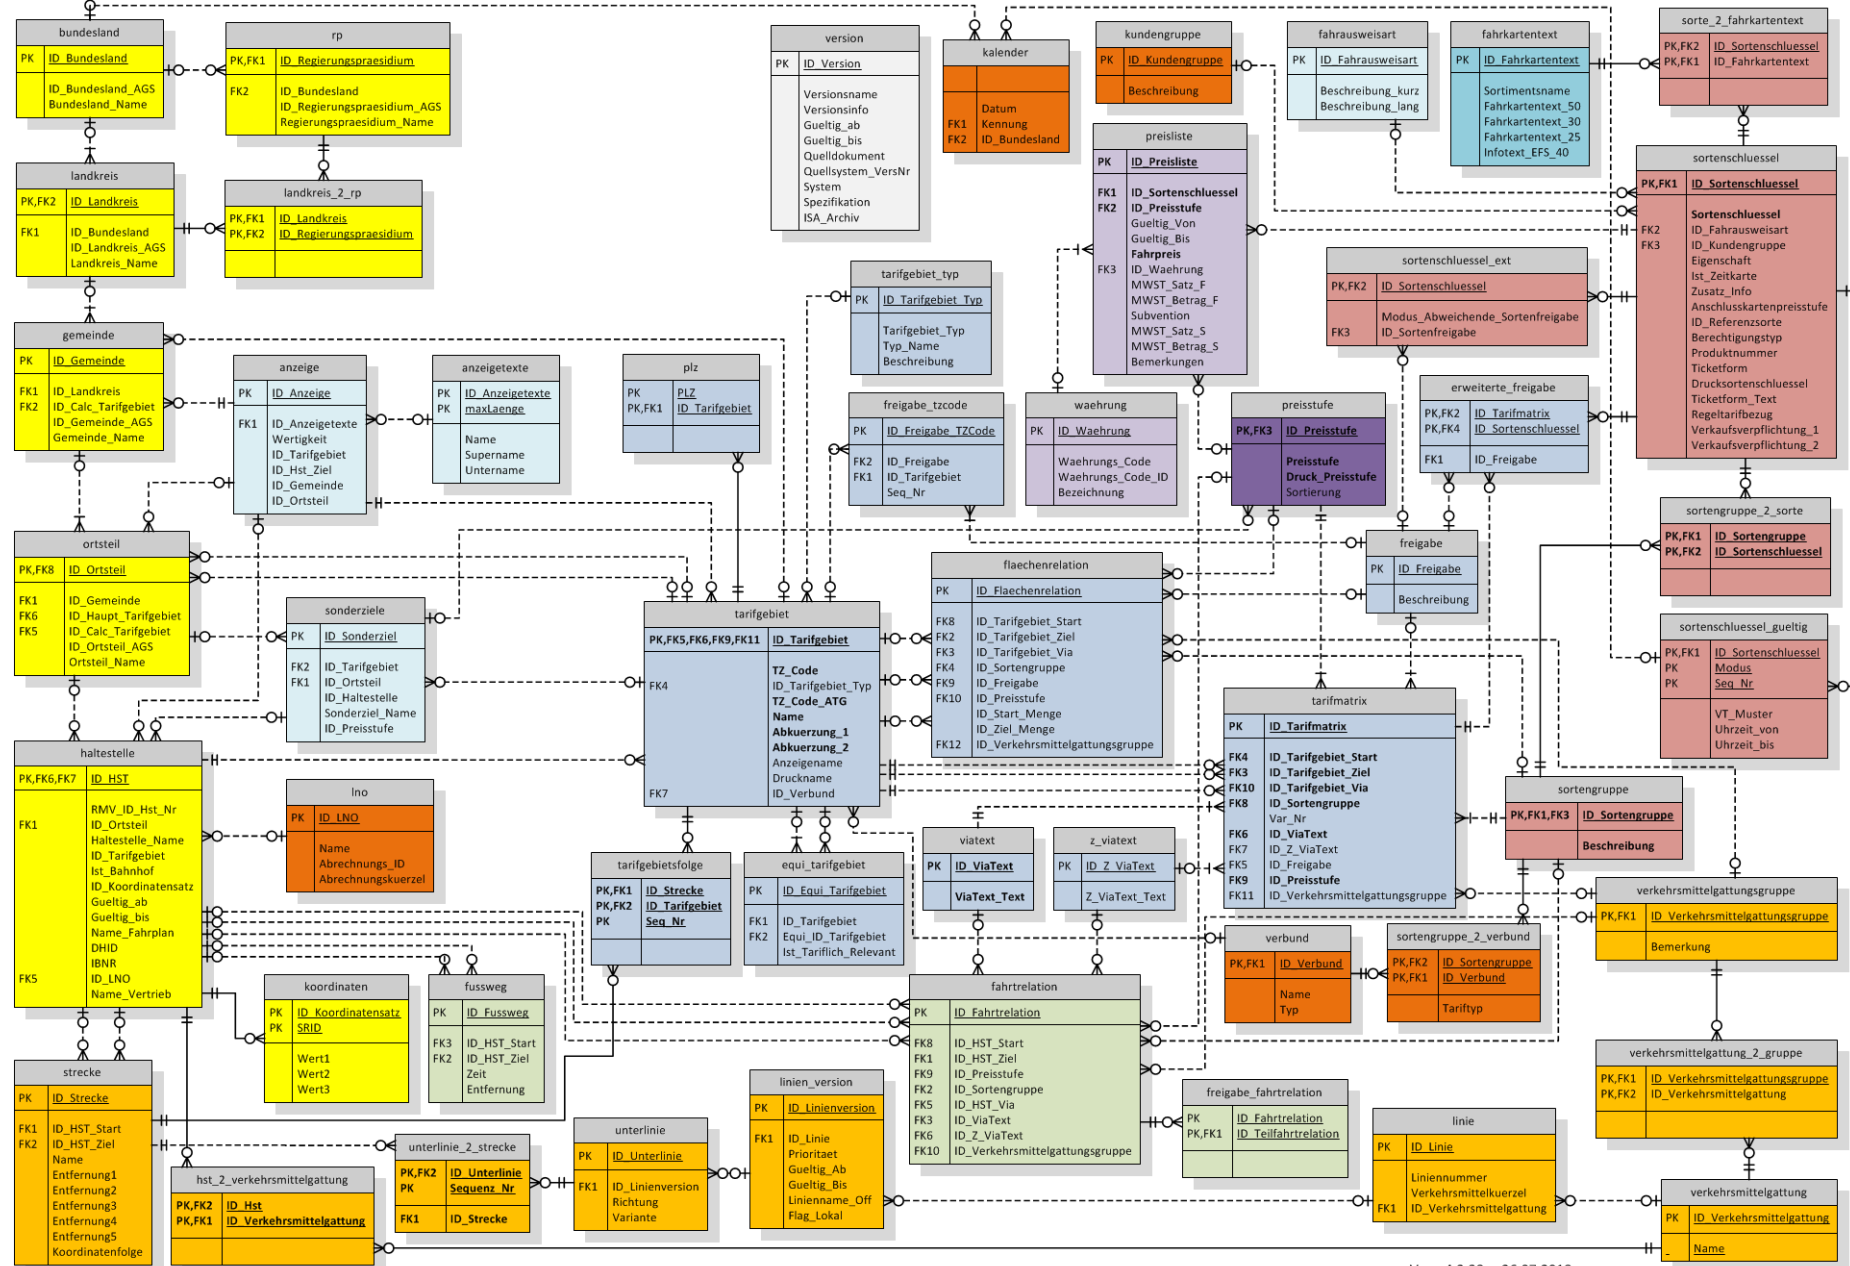 bundesland
PK ID_Bundesland
ID_Bundesland_AGS
Bundesland_Name
rp
PK,FK1 ID_Regierungspraesidium
FK2 ID_Bundesland
ID_Regierungspraesidium_AGS
Regierungspraesidium_Name
version
PK ID_Version
Versionsname
Versionsinfo
Gueltig_ab
Gueltig_bis
Quelldokument
Quellsystem_VersNr
System
Spezifikation
ISA_Archiv
kalender
Datum
FK1 Kennung
FK2 ID_Bundesland
kundengruppe
PK ID_Kundengruppe
Beschreibung
fahrausweisart
PK ID_Fahrausweisart
Beschreibung_kurz
Beschreibung_lang
fahrkartentext
PK ID_Fahrkartentext
Sortimentsname
Fahrkartentext_50
Fahrkartentext_30
Fahrkartentext_25
Infotext_EFS_40
sorte_2_fahrkartentext
PK,FK2 ID_Sortenschluessel
PK,FK1 ID_Fahrkartentext
landkreis
PK,FK2 ID_Landkreis
FK1 ID_Bundesland
ID_Landkreis_AGS
Landkreis_Name
landkreis_2_rp
PK,FK1 ID_Landkreis
PK,FK2 ID_Regierungspraesidium
preisliste
PK ID_Preisliste
FK1 ID_Sortenschluessel
FK2 ID_Preisstufe
Gueltig_Von
Gueltig_Bis
Fahrpreis
FK3 ID_Waehrung
MWST_Satz_F
MWST_Betrag_F
Subvention
MWST_Satz_S
MWST_Betrag_S
Bemerkungen
sortenschluessel
PK,FK1 ID_Sortenschluessel
Sortenschluessel
FK2 ID_Fahrausweisart
FK3 ID_Kundengruppe
Eigenschaft
Ist_Zeitkarte
Zusatz_Info
Anschlusskartenpreisstufe
ID_Referenzsorte
Berechtigungstyp
Produktnummer
Ticketform
Drucksortenschluessel
Ticketform_Text
Regeltarifbezug
Verkaufsverpflichtung_1
Verkaufsverpflichtung_2
tarifgebiet_typ
PK ID_Tarifgebiet_Typ
Tarifgebiet_Typ
Typ_Name
Beschreibung
sortenschluessel_ext
PK,FK2 ID_Sortenschluessel
Modus_Abweichende_Sortenfreigabe
FK3 ID_Sortenfreigabe
gemeinde
PK ID_Gemeinde
FK1 ID_Landkreis
FK2 ID_Calc_Tarifgebiet
ID_Gemeinde_AGS
Gemeinde_Name
anzeige
PK ID_Anzeige
FK1 ID_Anzeigetexte
Wertigkeit
ID_Tarifgebiet
ID_Hst_Ziel
ID_Gemeinde
ID_Ortsteil
anzeigetexte
PK ID_Anzeigetexte
PK maxLaenge
Name
Supername
Untername
plz
PK PLZ
PK,FK1 ID_Tarifgebiet
freigabe_tzcode
PK ID_Freigabe_TZCode
FK2 ID_Freigabe
FK1 ID_Tarifgebiet
Seq_Nr
waehrung
PK ID_Waehrung
Waehrungs_Code
Waehrungs_Code_ID
Bezeichnung
preisstufe
PK,FK3 ID_Preisstufe
Preisstufe
Druck_Preisstufe
Sortierung
erweiterte_freigabe
PK,FK2 ID_Tarifmatrix
PK,FK4 ID_Sortenschluessel
FK1 ID_Freigabe
sortengruppe_2_sorte
PK,FK1 ID_Sortengruppe
PK,FK2 ID_Sortenschluessel
ortsteil
PK,FK8 ID_Ortsteil
FK1 ID_Gemeinde
FK6 ID_Haupt_Tarifgebiet
FK5 ID_Calc_Tarifgebiet
ID_Ortsteil_AGS
Ortsteil_Name
sonderziele
PK ID_Sonderziel
FK2 ID_Tarifgebiet
FK1 ID_Ortsteil
ID_Haltestelle
Sonderziel_Name
ID_Preisstufe
tarifgebiet
PK,FK5,FK6,FK9,FK11 ID_Tarifgebiet
TZ_Code
FK4 ID_Tarifgebiet_Typ
TZ_Code_ATG
Name
Abkuerzung_1
Abkuerzung_2
Anzeigename
Druckname
FK7 ID_Verbund
flaechenrelation
PK ID_Flaechenrelation
FK8 ID_Tarifgebiet_Start
FK2 ID_Tarifgebiet_Ziel
FK3 ID_Tarifgebiet_Via
FK4 ID_Sortengruppe
FK9 ID_Freigabe
FK10 ID_Preisstufe
ID_Start_Menge
ID_Ziel_Menge
FK12 ID_Verkehrsmittelgattungsgruppe
freigabe
PK ID_Freigabe
Beschreibung
sortenschluessel_gueltig
PK,FK1 ID_Sortenschluessel
PK Modus
PK Seq_Nr
VT_Muster
Uhrzeit_von
Uhrzeit_bis
tarifmatrix
PK ID_Tarifmatrix
FK4 ID_Tarifgebiet_Start
FK3 ID_Tarifgebiet_Ziel
FK10 ID_Tarifgebiet_Via
FK8 ID_Sortengruppe
Var_Nr
FK6 ID_ViaText
FK7 ID_Z_ViaText
FK5 ID_Freigabe
FK9 ID_Preisstufe
FK11 ID_Verkehrsmittelgattungsgruppe
sortengruppe
PK,FK1,FK3 ID_Sortengruppe
Beschreibung
haltestelle
PK,FK6,FK7 ID_HST
RMV_ID_Hst_Nr
FK1 ID_Ortsteil
Haltestelle_Name
ID_Tarifgebiet
Ist_Bahnhof
ID_Koordinatensatz
Gueltig_ab
Gueltig_bis
Name_Fahrplan
DHID
IBNR
FK5 ID_LNO
Name_Vertrieb
lno
PK ID_LNO
Name
Abrechnungs_ID
Abrechnungskuerzel
tarifgebietsfolge
PK,FK1 ID_Strecke
PK,FK2 ID_Tarifgebiet
PK Seq_Nr
equi_tarifgebiet
PK ID_Equi_Tarifgebiet
FK1 ID_Tarifgebiet
FK2 Equi_ID_Tarifgebiet
Ist_Tariflich_Relevant
viatext
PK ID_ViaText
ViaText_Text
z_viatext
PK ID_Z_ViaText
Z_ViaText_Text
verkehrsmittelgattungsgruppe
PK,FK1 ID_Verkehrsmittelgattungsgruppe
Bemerkung
verbund
PK,FK1 ID_Verbund
Name
Typ
sortengruppe_2_verbund
PK,FK2 ID_Sortengruppe
PK,FK1 ID_Verbund
Tariftyp
koordinaten
PK ID_Koordinatensatz
PK SRID
Wert1
Wert2
Wert3
fussweg
PK ID_Fussweg
FK3 ID_HST_Start
FK2 ID_HST_Ziel
Zeit
Entfernung
fahrtrelation
PK ID_Fahrtrelation
FK8 ID_HST_Start
FK1 ID_HST_Ziel
FK9 ID_Preisstufe
FK2 ID_Sortengruppe
FK5 ID_HST_Via
FK3 ID_ViaText
FK6 ID_Z_ViaText
FK10 ID_Verkehrsmittelgattungsgruppe
verkehrsmittelgattung_2_gruppe
PK,FK1 ID_Verkehrsmittelgattungsgruppe
PK,FK2 ID_Verkehrsmittelgattung
strecke
PK ID_Strecke
FK1 ID_HST_Start
FK2 ID_HST_Ziel
Name
Entfernung1
Entfernung2
Entfernung3
Entfernung4
Entfernung5
Koordinatenfolge
linien_version
PK ID_Linienversion
FK1 ID_Linie
Prioritaet
Gueltig_Ab
Gueltig_Bis
Linienname_Off
Flag_Lokal
freigabe_fahrtrelation
PK ID_Fahrtrelation
PK,FK1 ID_Teilfahrtrelation
linie
PK ID_Linie
Liniennummer
Verkehrsmittelkuerzel
FK1 ID_Verkehrsmittelgattung
unterlinie
PK ID_Unterlinie
FK1 ID_Linienversion
Richtung
Variante
unterlinie_2_strecke
PK,FK2 ID_Unterlinie
PK Sequenz_Nr
FK1 ID_Strecke
hst_2_verkehrsmittelgattung
PK,FK2 ID_Hst
PK,FK1 ID_Verkehrsmittelgattung
verkehrsmittelgattung
PK ID_Verkehrsmittelgattung
Name